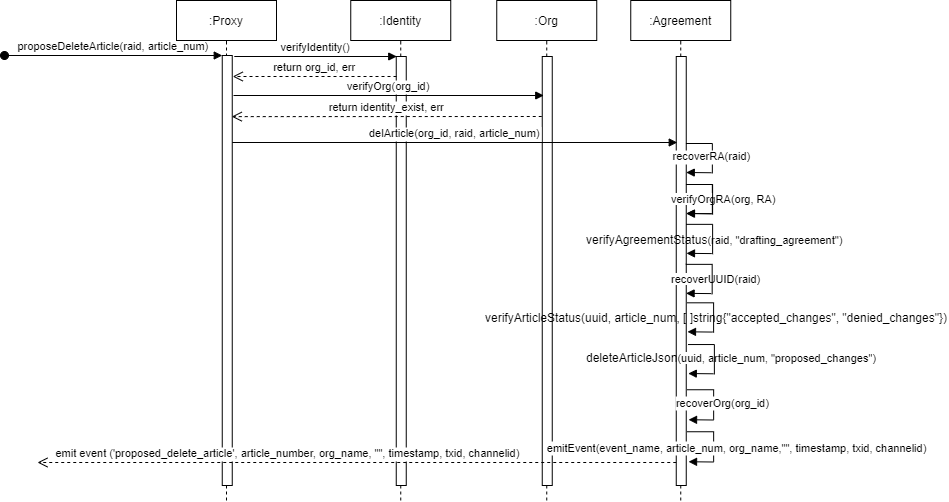 :Proxy
:Identity
:Org
:Agreement
proposeDeleteArticle(raid, article_num)
verifyIdentity()
return org_id, err
verifyOrg(org_id)
return identity_exist, err
delArticle(org_id, raid, article_num)
recoverRA(raid)
verifyOrgRA(org, RA)
verifyAgreementStatus(raid, "drafting_agreement")
recoverUUID(raid)
verifyArticleStatus(uuid, article_num, [ ]string{"accepted_changes", "denied_changes"})
deleteArticleJson(uuid, article_num, "proposed_changes")
recoverOrg(org_id)
emitEvent(event_name, article_num, org_name,"", timestamp, txid, channelid)
emit event ('proposed_delete_article', article_number, org_name, "", timestamp, txid, channelid)